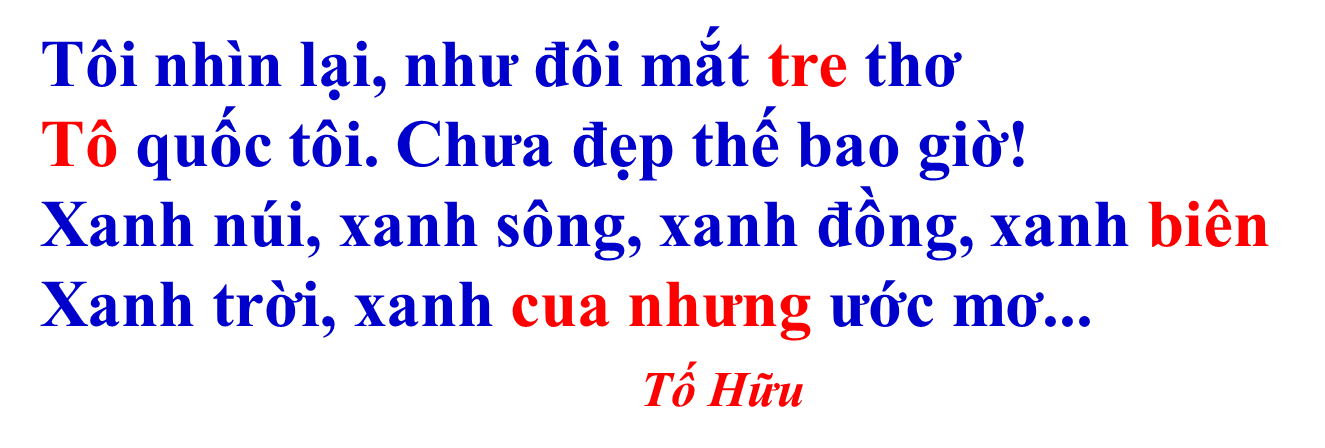 Tôi nhìn lại, như đôi mắt tre thơ
Tô quốc tôi. Chưa đẹp thế bao giờ!
Xanh núi, xanh sông, xanh đồng, xanh biên
Xanh trời, xanh cua nhưng ước mơ...
Tố Hữu